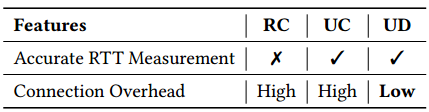 Features RC UC UD
Accurate RTT Measurement ✗ ✓ ✓
Connection Overhead High High Low